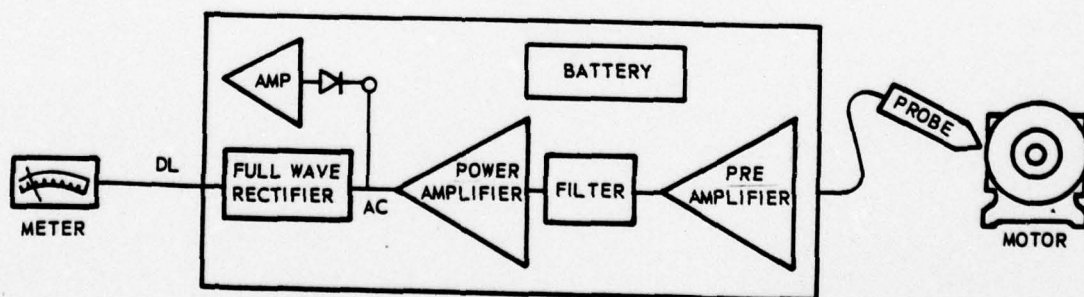 BATTERY
AMP
PROBE
DL
FULL WAVE
RECTIFIER
AC
POWER
AMPLIFIER
FILTER
PRE
AMPLIFIER
METER
MOTOR